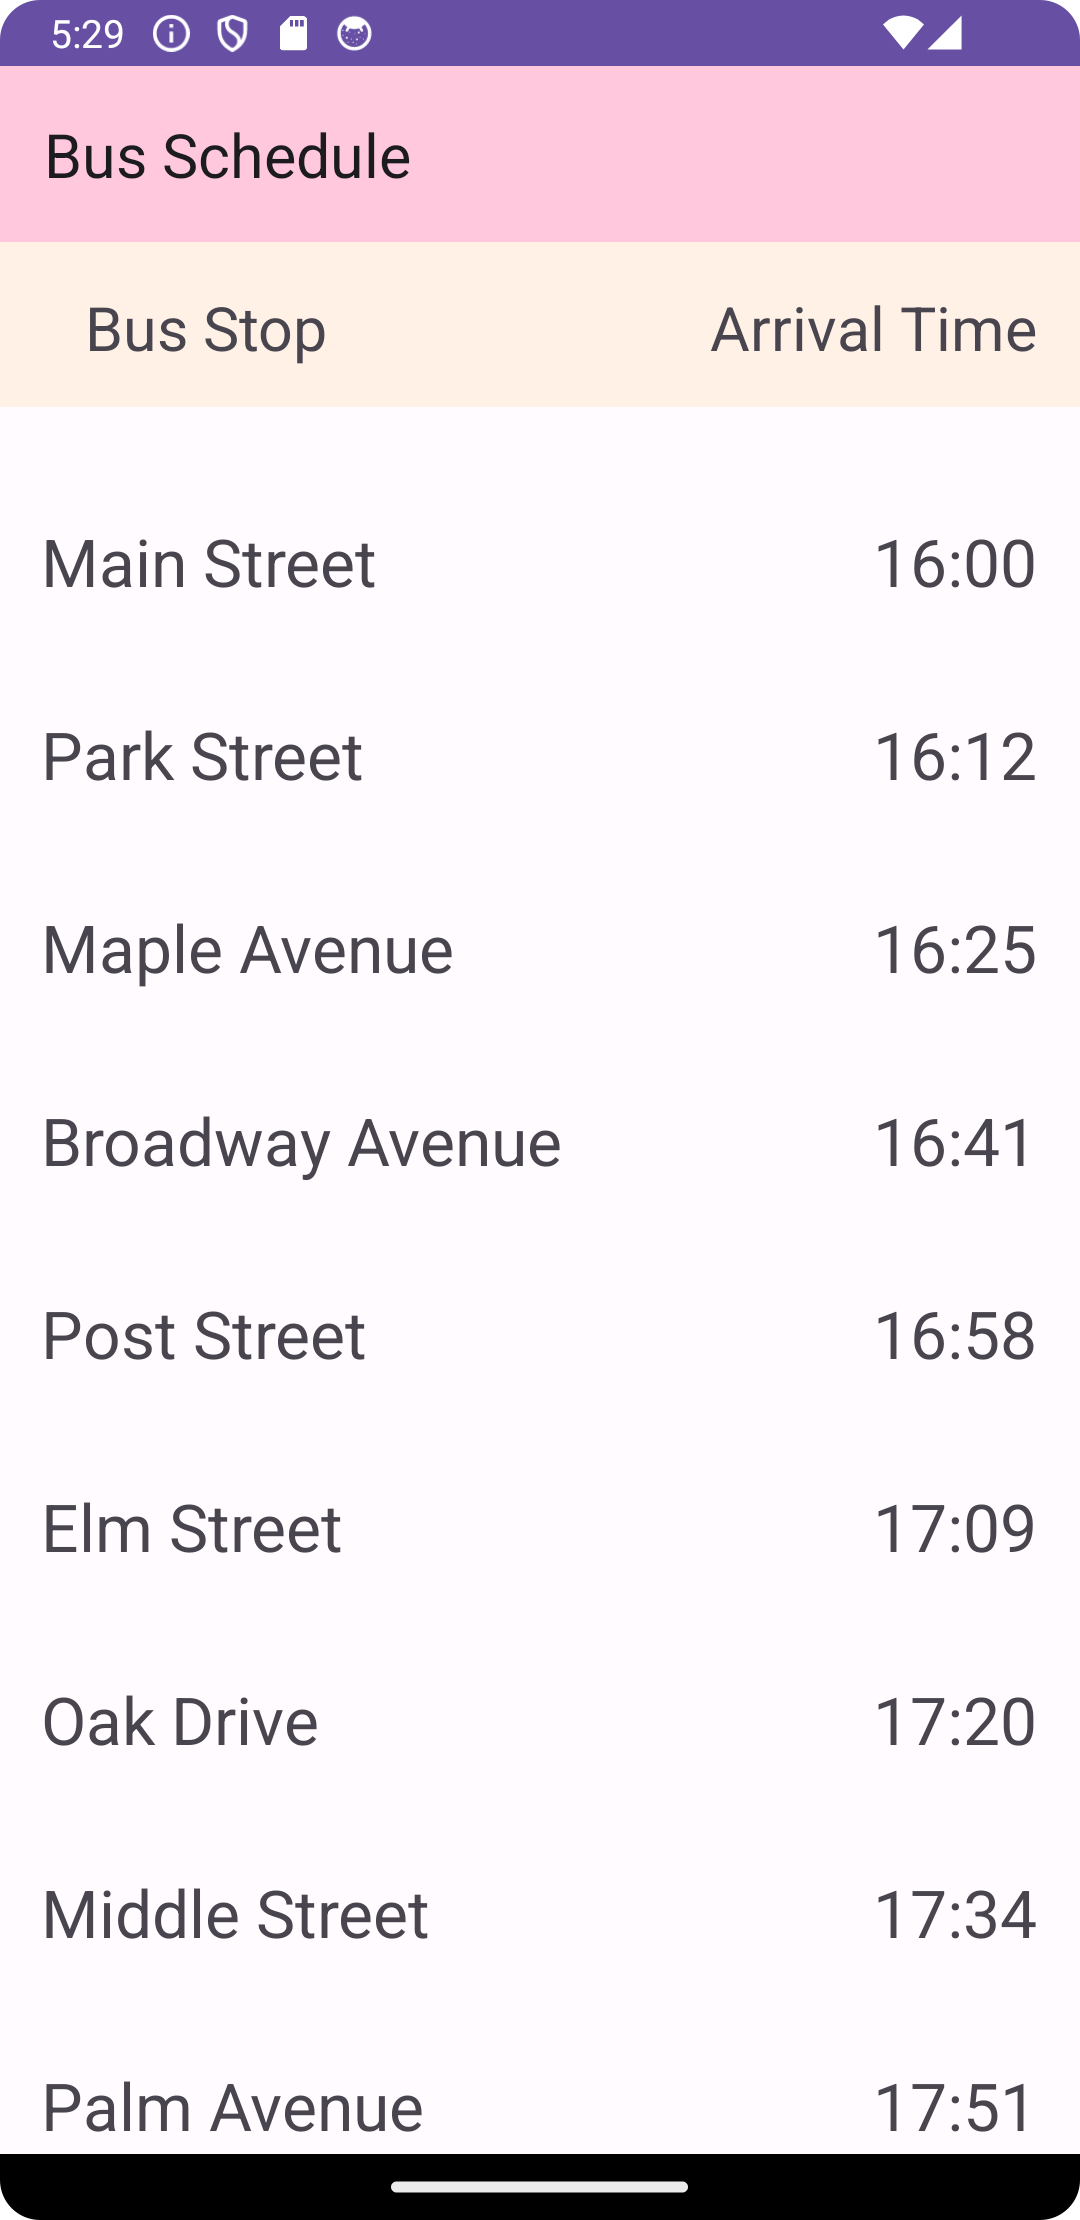 5:29
Bus Schedule
Bus Stop Arrival Time
Main Street 16:00
Park Street 16:12
Maple Avenue 16:25
Broadway Avenue 16:41
Post Street 16:58
Elm Street 17:09
Oak Drive 17:20
Middle Street 17:34
Palm Avenue 17:51